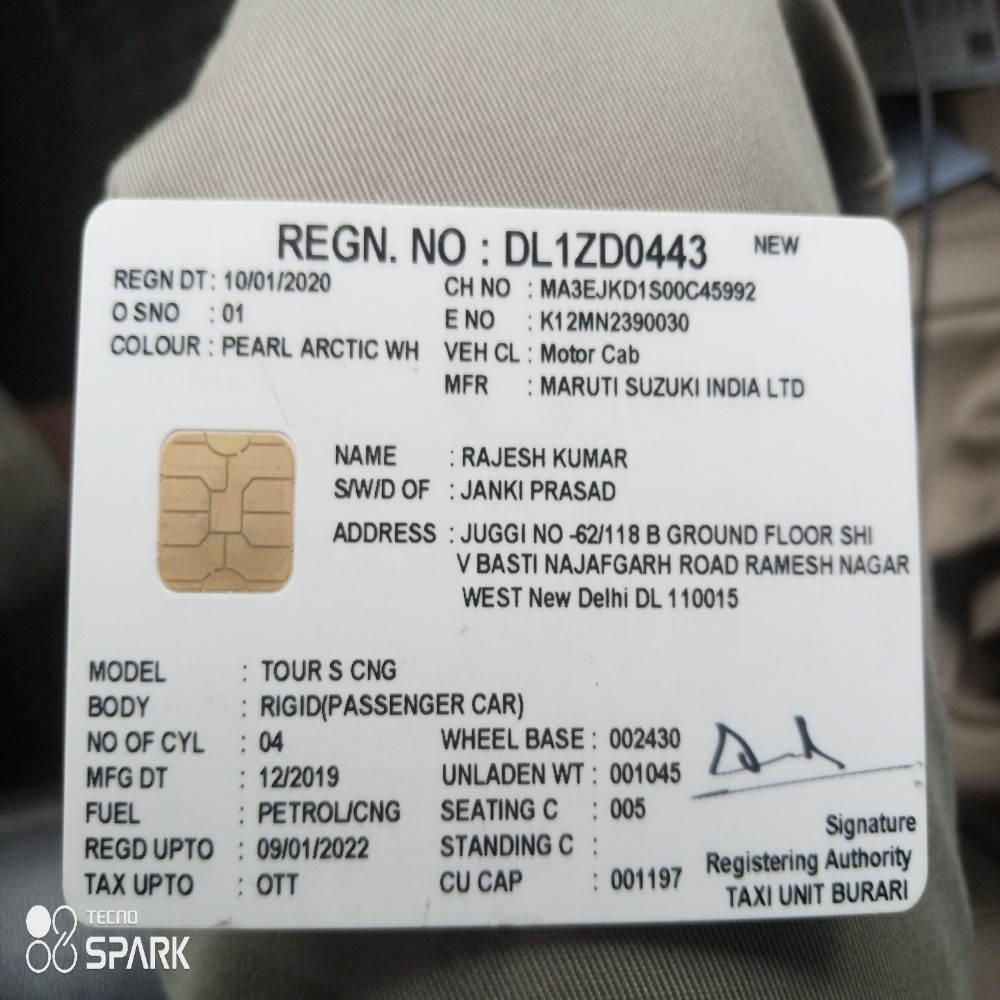 REGN. NO : DL1ZD0443 NEW
REGN DT : 10/01/2020 CH NO : MA3EJKD1S00C45992
O SNO : 01 E NO : K12MN2390030
COLOUR : PEARL ARCTIC WH VEH CL : Motor Cab
MFR : MARUTI SUZUKI INDIA LTD
NAME : RAJESH KUMAR
S/W/D OF : JANKI PRASAD
ADDRESS : JUGGI NO -62/118 B GROUND FLOOR SHI
V BASTI NAJAFGARH ROAD RAMESH NAGAR
WEST New Delhi DL 110015
MODEL : TOUR S CNG
BODY : RIGID(PASSENGER CAR)
NO OF CYL : 04 WHEEL BASE : 002430
MFG DT : 12/2019 UNLADEN WT : 001045
FUEL : PETROL/CNG SEATING C : 005
REGD UPTO : 09/01/2022 STANDING C :
TAX UPTO : OTT CU CAP : 001197
Signature
Registering Authority
TAXI UNIT BURARI
TECNO
SPARK